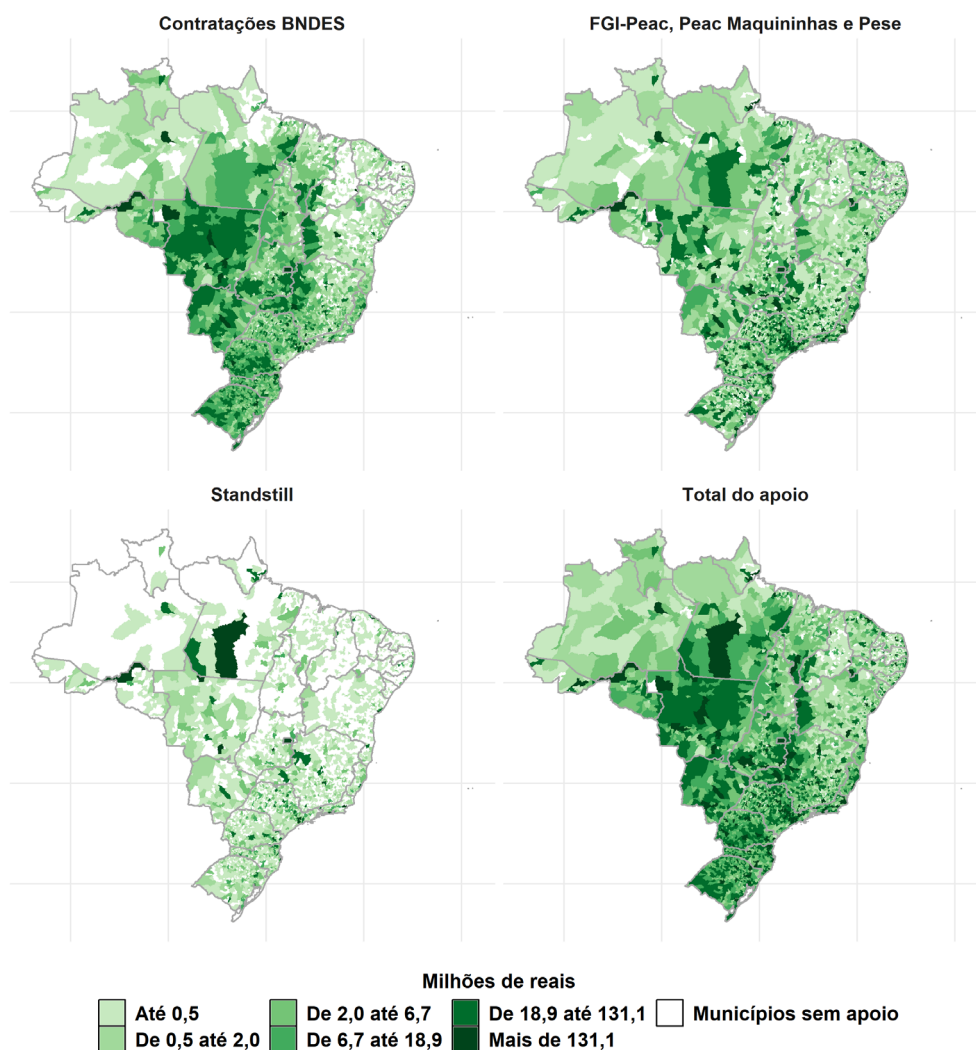 Contratações BNDES
FGI-Peac, Peac Maquininhas e Pese
Standstill
Total do apoio
Milhões de reais
Até 0,5
De 0,5 até 2,0
De 2,0 até 6,7
De 6,7 até 18,9
De 18,9 até 131,1
Mais de 131,1
Municípios sem apoio